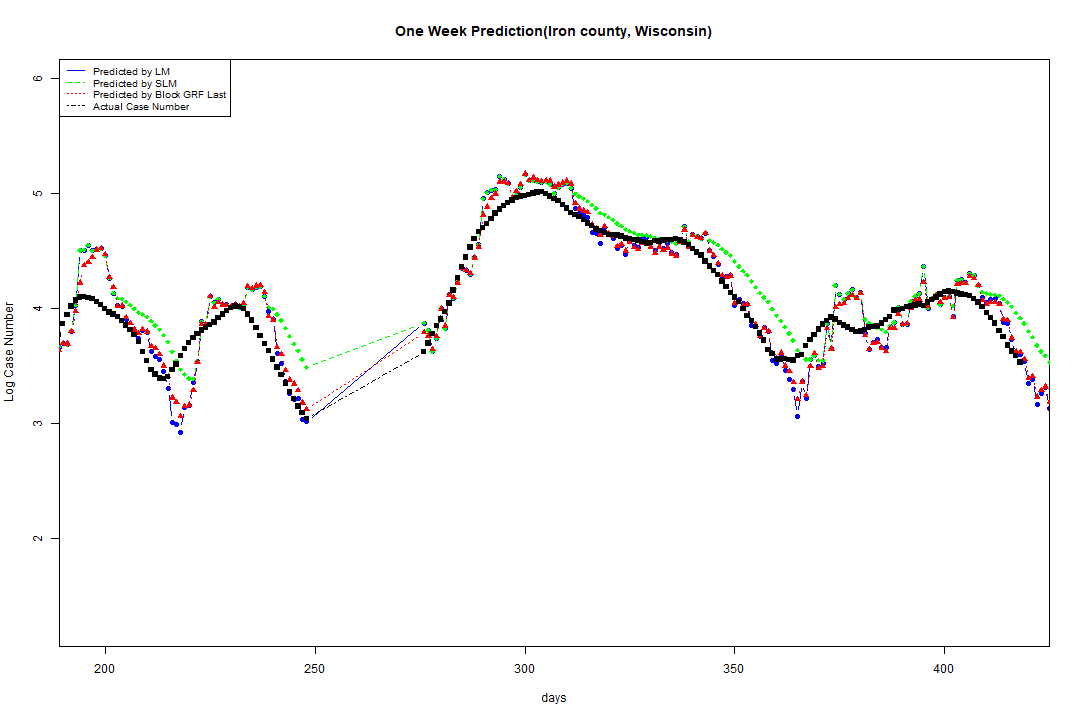 One Week Prediction(Iron county, Wisconsin)
Predicted by LM
Predicted by SLM
Predicted by Block GRF Last
Actual Case Number
6
5
4
3
2
Log Case Number
200 250 300 350 400
days